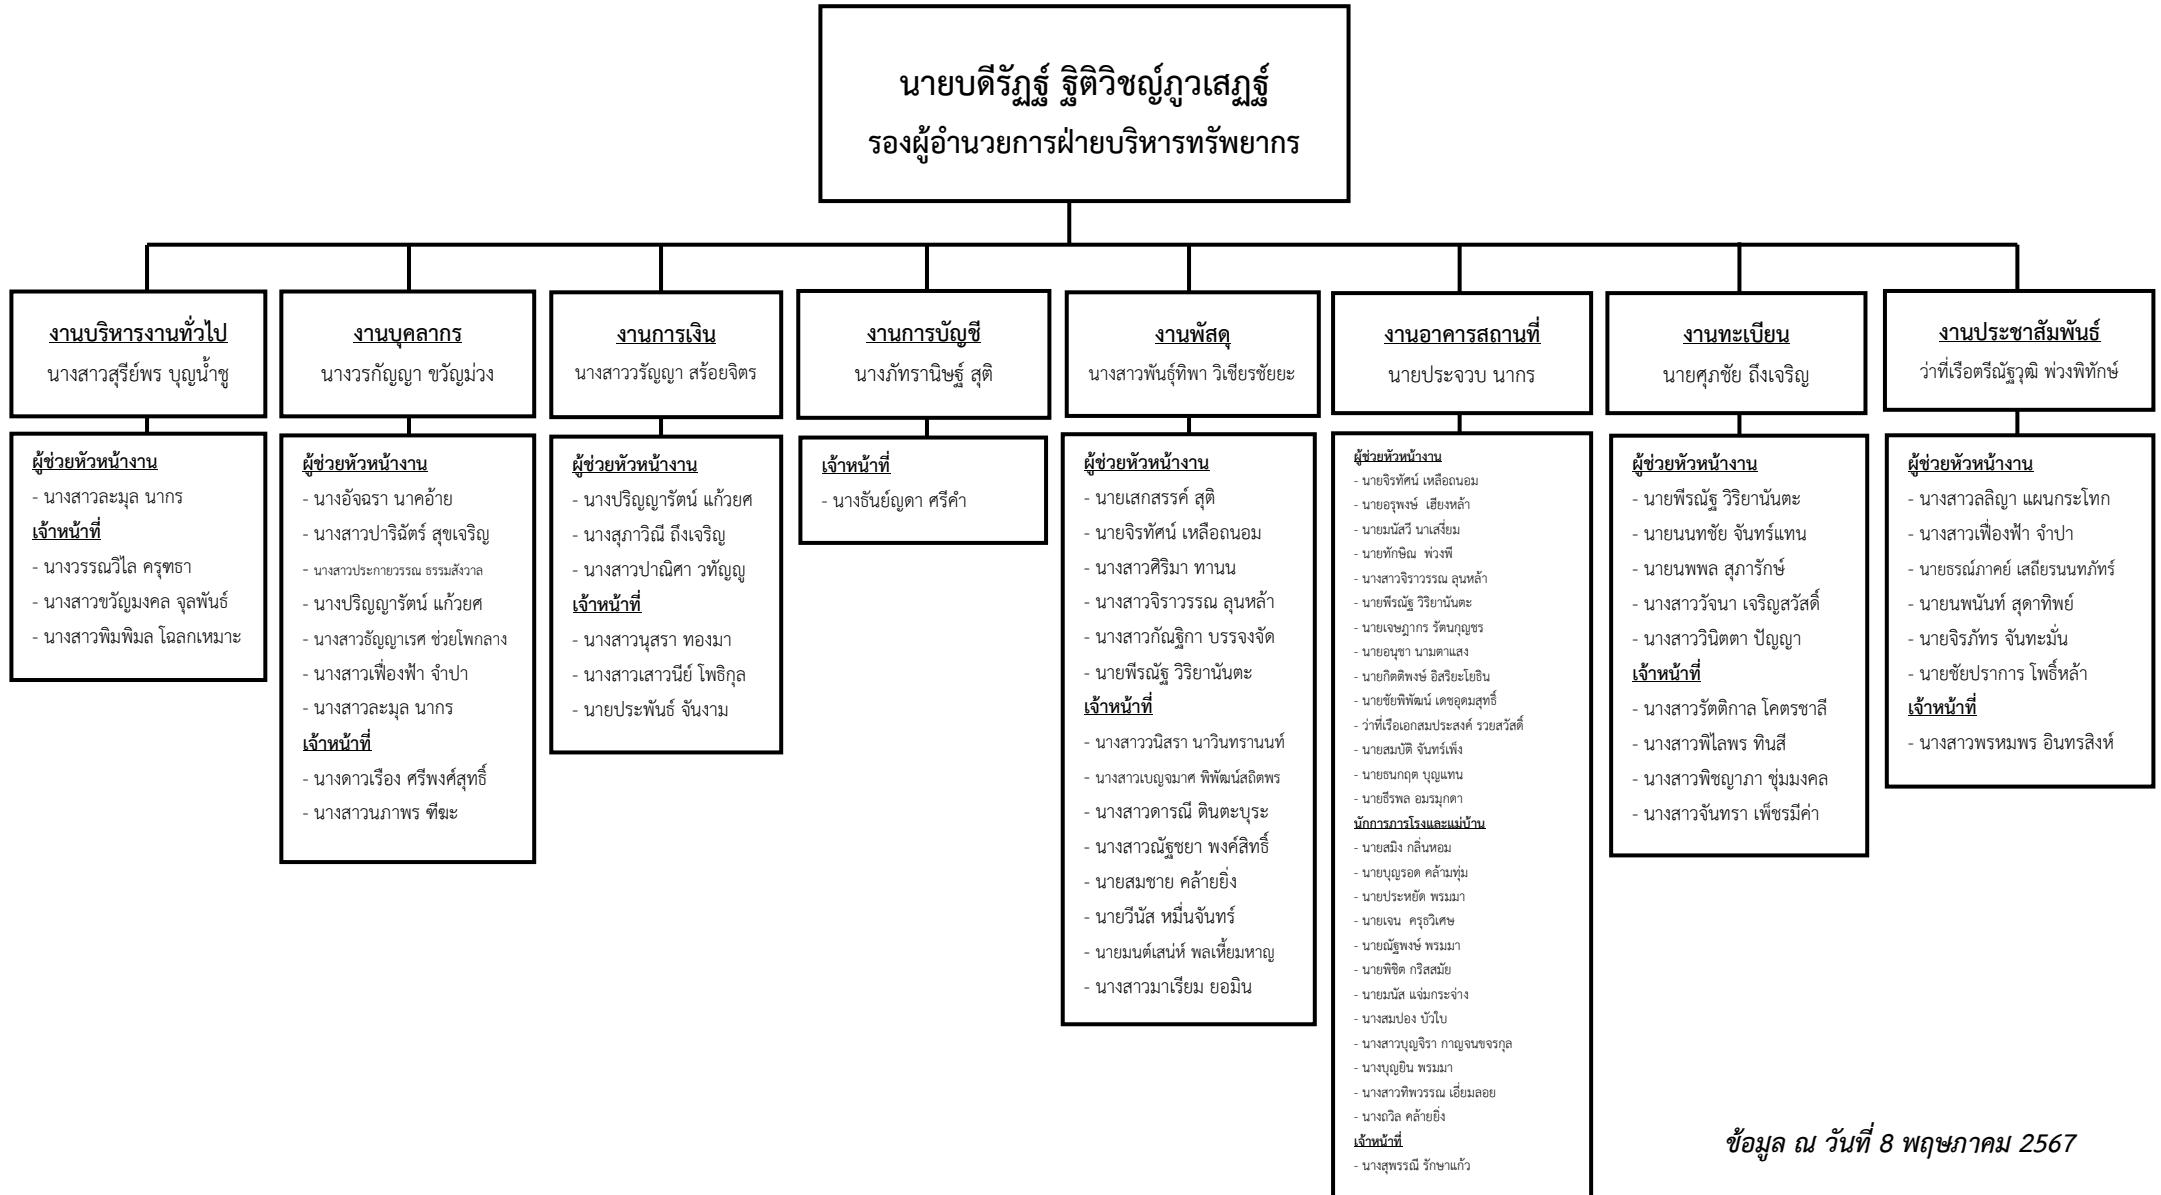 นายบดีรัฏฐ์ ฐิติวิชญ์ภูวเสฏฐ์
รองผู้อำนวยการฝ่ายบริหารทรัพยากร
งานบริหารงานทั่วไป
นางสาวสุรีย์พร บุญน้ำชู
ผู้ช่วยหัวหน้างาน
- นางสาวละมุล นากร
เจ้าหน้าที่
- นางวรรณวิไล ครุฑธา
- นางสาวขวัญมงคล จุลพันธ์
- นางสาวพิมพิมล โฉลกเหมาะ
งานบุคลากร
นางวรกัญญา ขวัญม่วง
ผู้ช่วยหัวหน้างาน
- นางอัจฉรา นาคอ้าย
- นางสาวปาริฉัตร์ สุขเจริญ
- นางสาวประกายวรรณ ธรรมสังวาล
- นางปริญญารัตน์ แก้วยศ
- นางสาวธัญญาเรศ ช่วยโพกลาง
- นางสาวเฟื่องฟ้า จำปา
- นางสาวละมุล นากร
เจ้าหน้าที่
- นางดาวเรือง ศรีพงศ์สุทธิ์
- นางสาวนภาพร ฑีฆะ
งานการเงิน
นางสาววรัญญา สร้อยจิตร
ผู้ช่วยหัวหน้างาน
- นางปริญญารัตน์ แก้วยศ
- นางสุภาวิณี ถึงเจริญ
- นางสาวปาณิศา วทัญญู
เจ้าหน้าที่
- นางสาวนุสรา ทองมา
- นางสาวเสาวนีย์ โพธิกุล
- นายประพันธ์ จันงาม
งานการบัญชี
นางภัทรานิษฐ์ สุติ
เจ้าหน้าที่
- นางธันย์ญดา ศรีคำ
งานพัสดุ
นางสาวพันธุ์ทิพา วิเชียรชัยยะ
ผู้ช่วยหัวหน้างาน
- นายเสกสรรค์ สุติ
- นายจิรทัศน์ เหลือถนอม
- นางสาวศิริมา ทานน
- นางสาวจิราวรรณ ลุนหล้า
- นางสาวกัณฐิกา บรรจงจัด
- นายพีรณัฐ วิริยานันตะ
เจ้าหน้าที่
- นางสาววนิสรา นาวินทรานนท์
- นางสาวเบญจมาศ พิพัฒน์สถิตพร
- นางสาวดารณี ตินตะบุระ
- นางสาวณัฐชยา พงค์สิทธิ์
- นายสมชาย คล้ายยิ่ง
- นายวีนัส หมื่นจันทร์
- นายมนต์เสน่ห์ พลเหี้ยมหาญ
- นางสาวมาเรียม ยอมิน
งานอาคารสถานที่
นายประจวบ นากร
ผู้ช่วยหัวหน้างาน
- นายจิรทัศน์ เหลือถนอม
- นายอรุพงษ์ เฮียงหล้า
- นายมนัสวี นาเสงี่ยม
- นายทักษิณ พ่วงพี
- นางสาวจิราวรรณ ลุนหล้า
- นายพีรณัฐ วิริยานันตะ
- นายเจษฎากร รัตนกุญชร
- นายอนุชา นามตาแสง
- นายกิตติพงษ์ อิสริยะโยธิน
- นายชัยพิพัฒน์ เดชอุดมสุทธิ์
- ว่าที่เรือเอกสมประสงค์ รวยสวัสดิ์
- นายสมบัติ จันทร์เพ็ง
- นายธนกฤต บุญแทน
- นายธีรพล อมรมุกดา
นักการภารโรงและแม่บ้าน
- นายสมิง กลิ่นหอม
- นายบุญรอด คล้ามทุ่ม
- นายประหยัด พรมมา
- นายเจน ครุธวิเศษ
- นายณัฐพงษ์ พรมมา
- นายพิชิต กริสสมัย
- นายมนัส แจ่มกระจ่าง
- นางสมปอง บัวใบ
- นางสาวบุญจิรา กาญจนขจรกุล
- นางบุญยิน พรมมา
- นางสาวทิพวรรณ เอี่ยมลอย
- นางถวิล คล้ายยิ่ง
เจ้าหน้าที่
- นางสุพรรณี รักษาแก้ว
งานทะเบียน
นายศุภชัย ถึงเจริญ
ผู้ช่วยหัวหน้างาน
- นายพีรณัฐ วิริยานันตะ
- นายนนทชัย จันทร์แทน
- นายนพพล สุภารักษ์
- นางสาววัจนา เจริญสวัสดิ์
- นางสาววินิตตา ปัญญา
เจ้าหน้าที่
- นางสาวรัตติกาล โคตรชาลี
- นางสาวพิไลพร ทินสี
- นางสาวพิชญาภา ชุ่มมงคล
- นางสาวจันทรา เพ็ชรมีค่า
งานประชาสัมพันธ์
ว่าที่เรือตรีณัฐวุฒิ พ่วงพิทักษ์
ผู้ช่วยหัวหน้างาน
- นางสาวลลิญา แผนกระโทก
- นางสาวเฟื่องฟ้า จำปา
- นายธรณ์ภาคย์ เสถียรนนทภัทร์
- นายนพนันท์ สุดาทิพย์
- นายจิรภัทร จันทะมั่น
- นายชัยปราการ โพธิ์หล้า
เจ้าหน้าที่
- นางสาวพรหมพร อินทรสิงห์
ข้อมูล ณ วันที่ 8 พฤษภาคม 2567